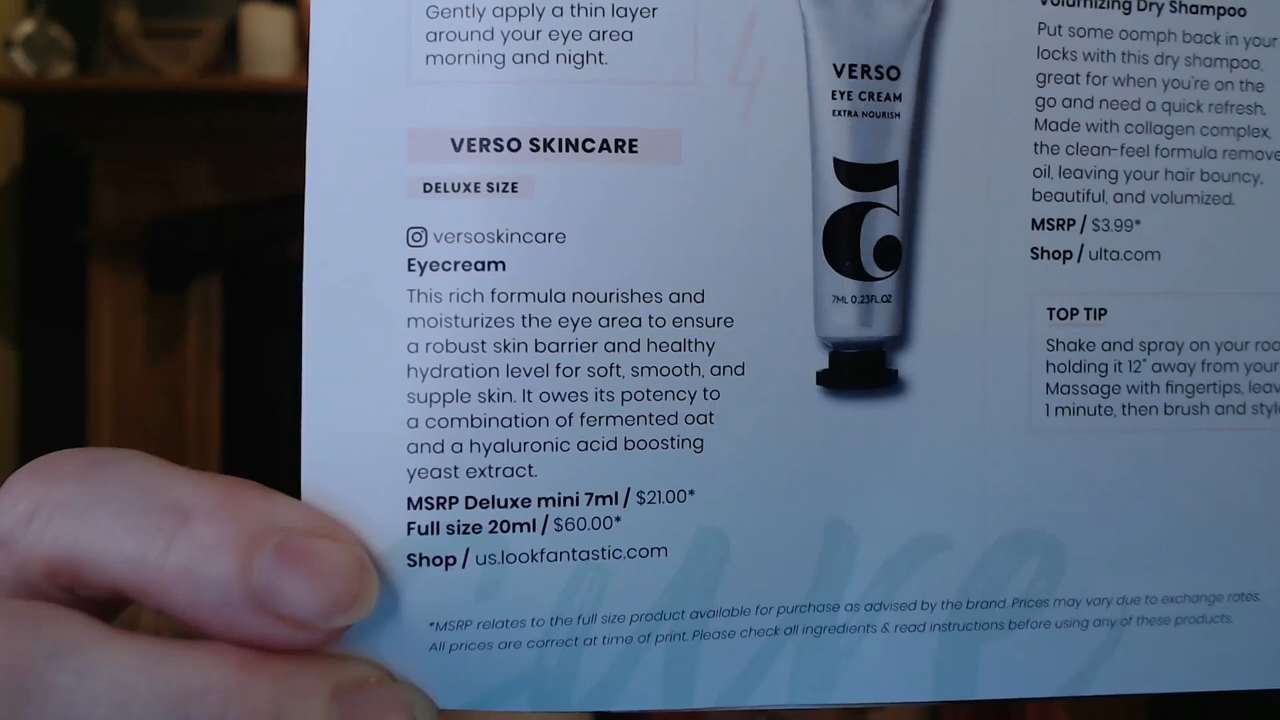 Gently apply a thin layer
around your eye area
morning and night.
VERSO SKINCARE
DELUXE SIZE
versoskincare
Eyecream
This rich formula nourishes and
moisturizes the eye area to ensure
a robust skin barrier and healthy
hydration level for soft, smooth, and
supple skin. It owes its potency to
a combination of fermented oat
and a hyaluronic acid boosting
yeast extract.
MSRP Deluxe mini 7ml / $21.00*
Full size 20ml / $60.00*
Shop / us.lookfantastic.com
VERSO
EYE CREAM
EXTRA NOURISH
7ML 0.23FL.OZ
Volumizing Dry Shampoo
Put some oomph back in your
locks with this dry shampoo,
great for when you're on the
go and need a quick refresh.
Made with collagen complex,
the clean-feel formula remove
oil, leaving your hair bouncy,
beautiful, and volumized.
MSRP / $3.99*
Shop / ulta.com
TOP TIP
Shake and spray on your roo
holding it 12" away from your
Massage with fingertips, leav
1 minute, then brush and styl
*MSRP relates to the full size product available for purchase as advised by the brand. Prices may vary due to exchange rates.
All prices are correct at time of print. Please check all ingredients & read instructions before using any of these products.